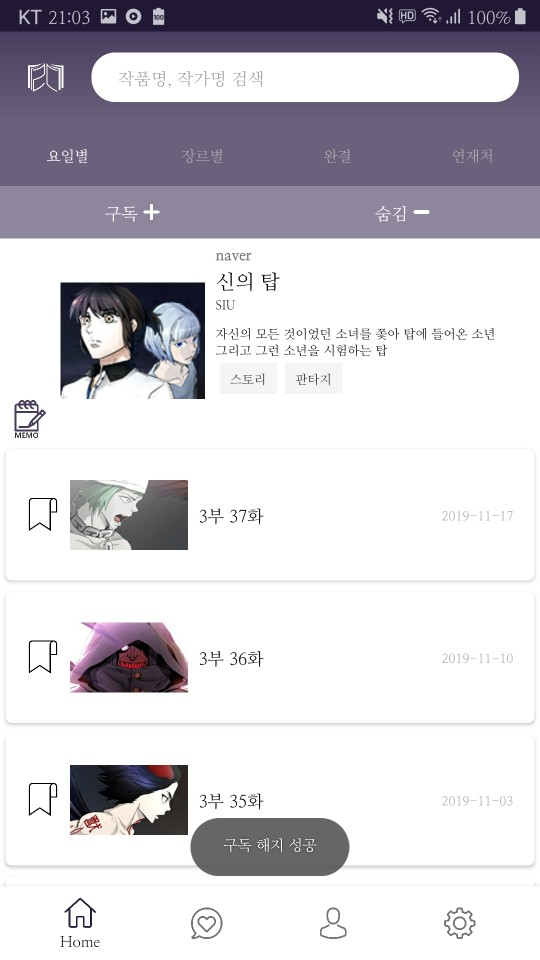 KT 21:03 100 HD 100%
작품명, 작가명 검색
요일별 장르별 완결 연재처
구독 + 숨김 -
naver
신의 탑
SIU
자신의 모든 것이었던 소녀를 쫓아 탑에 들어온 소년
그리고 그런 소년을 시험하는 탑
스토리 판타지
MEMO
3부 37화 2019-11-17
3부 36화 2019-11-10
3부 35화 2019-11-03
구독 해지 성공
Home